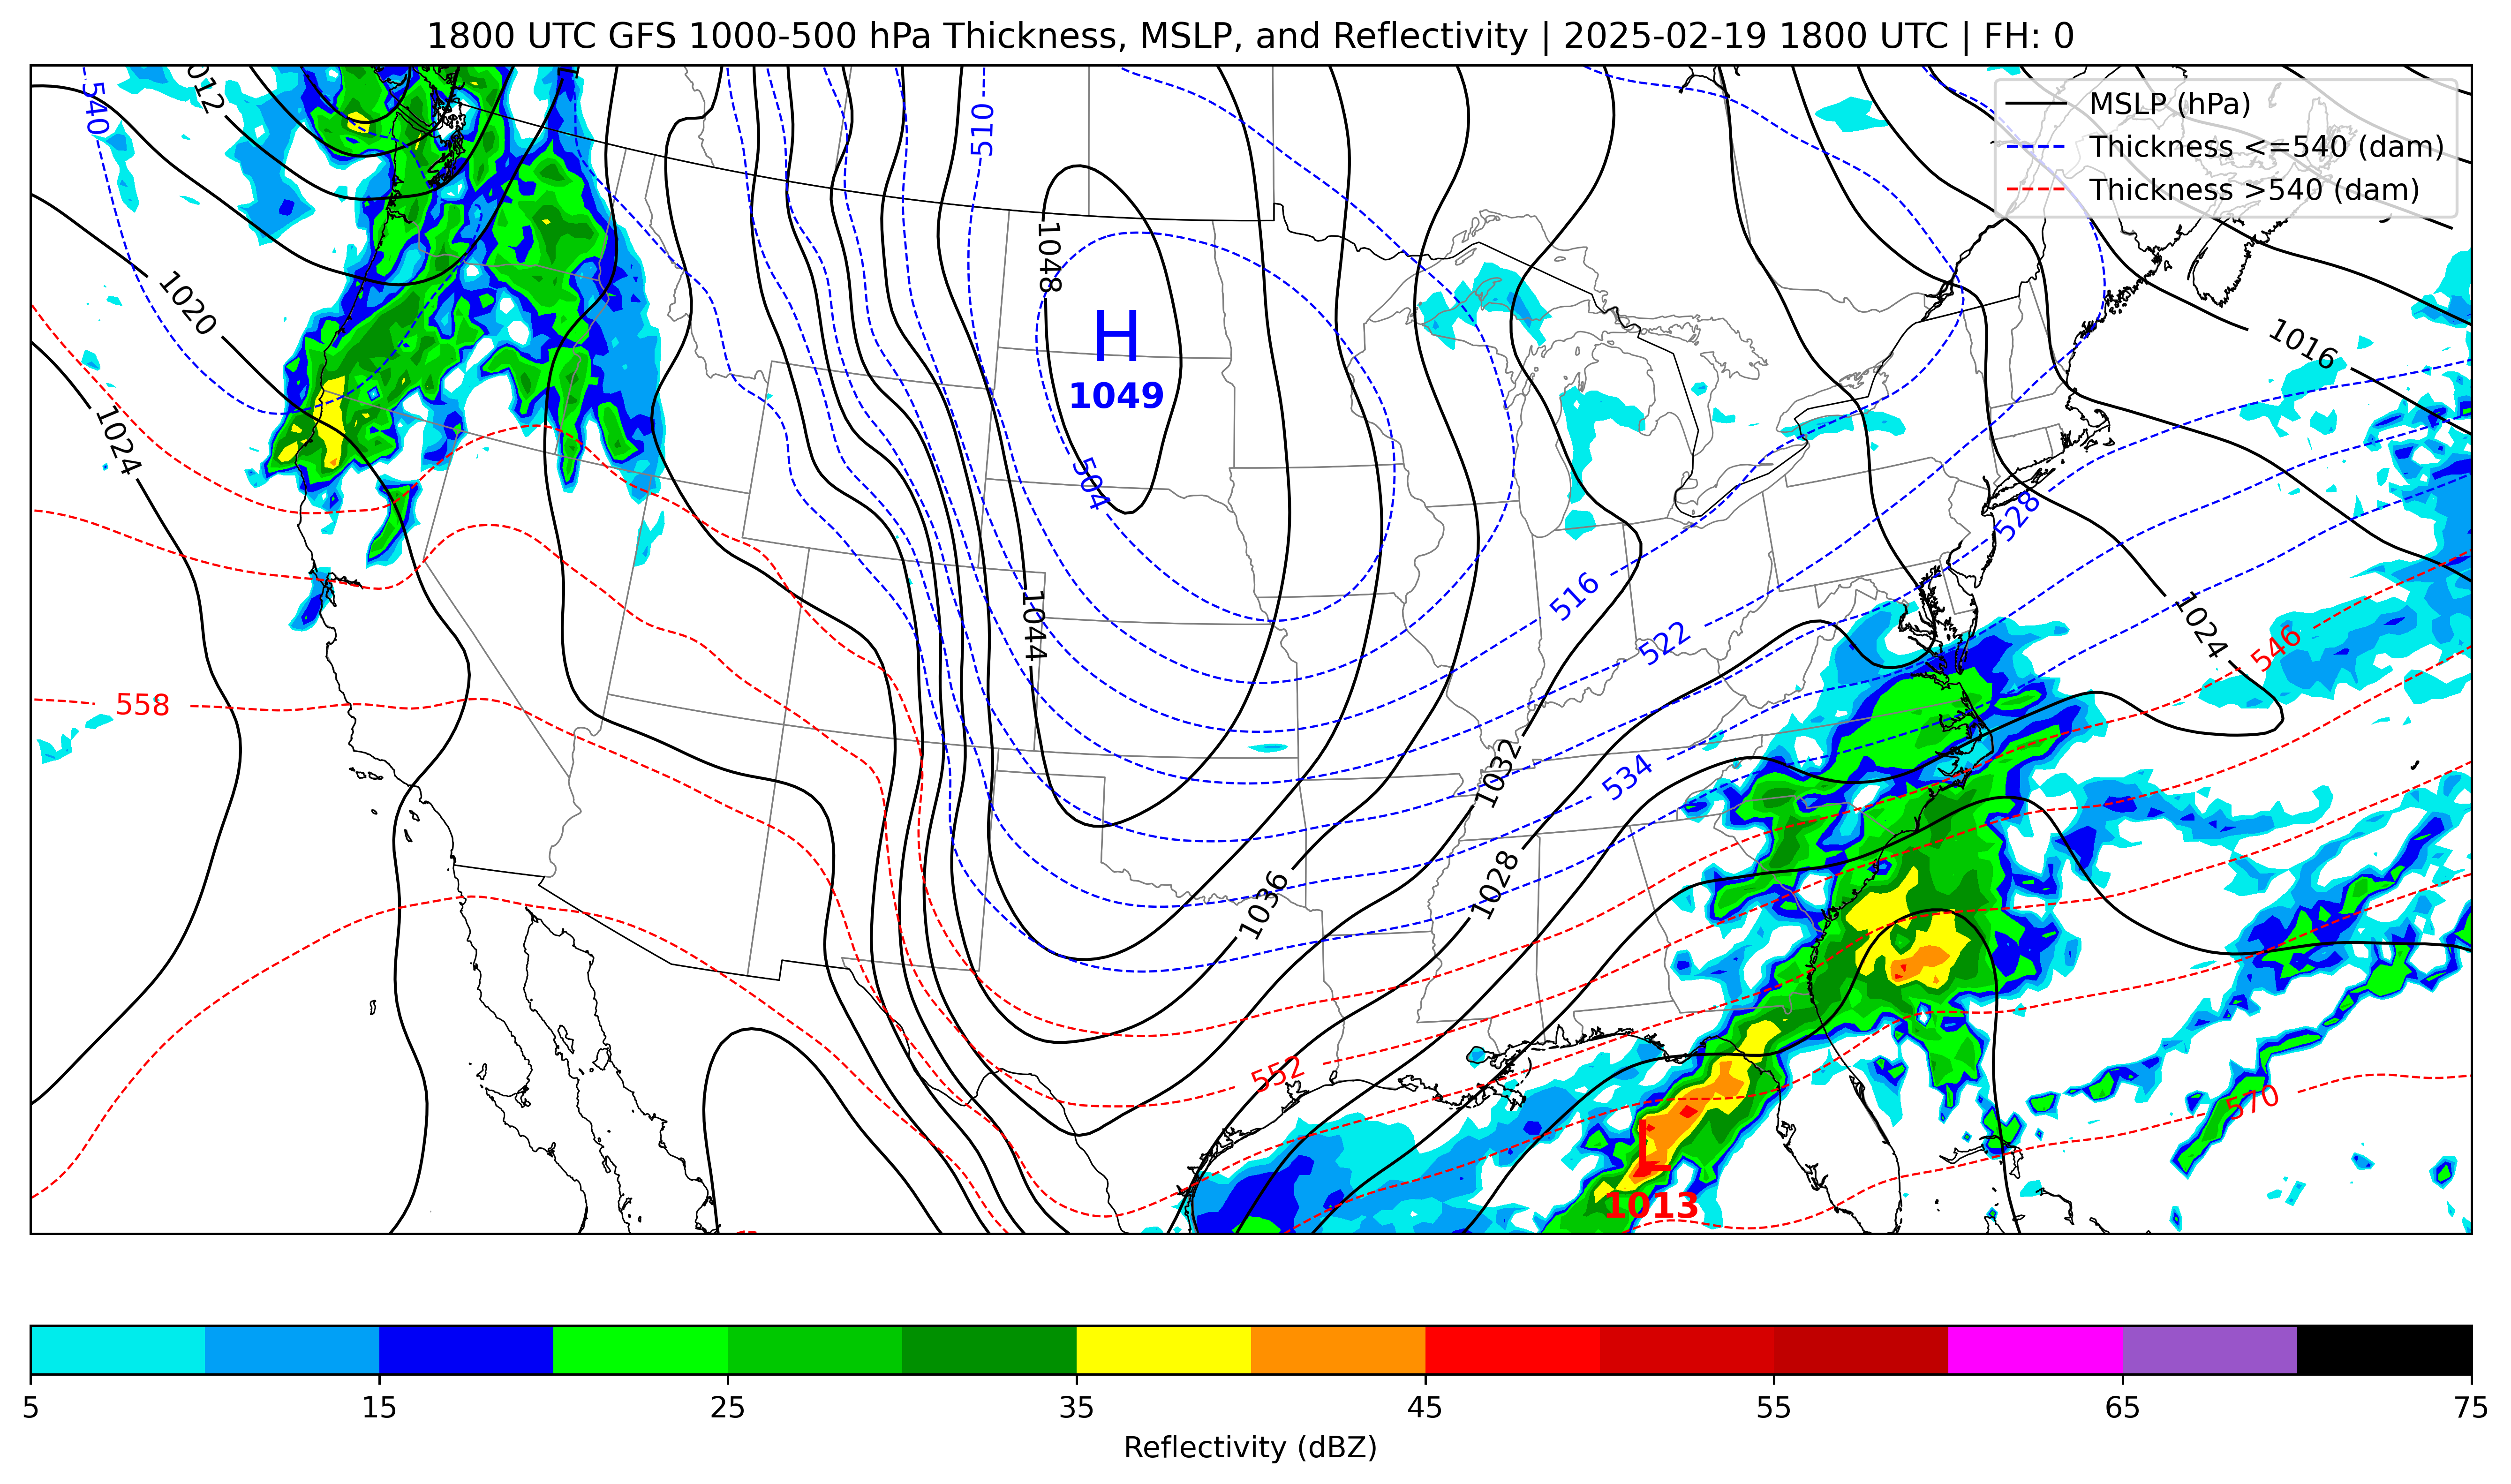 1800 UTC GFS 1000-500 hPa Thickness, MSLP, and Reflectivity | 2025-02-19 1800 UTC | FH: 0
MSLP (hPa)
Thickness <=540 (dam)
Thickness >540 (dam)
540
012
510
1048
1020
1016
H
1049
1024
504
528
516
1044
522
1024
546
558
1032
534
1028
1036
552
570
L
1013
5 15 25 35 45 55 65 75
Reflectivity (dBZ)